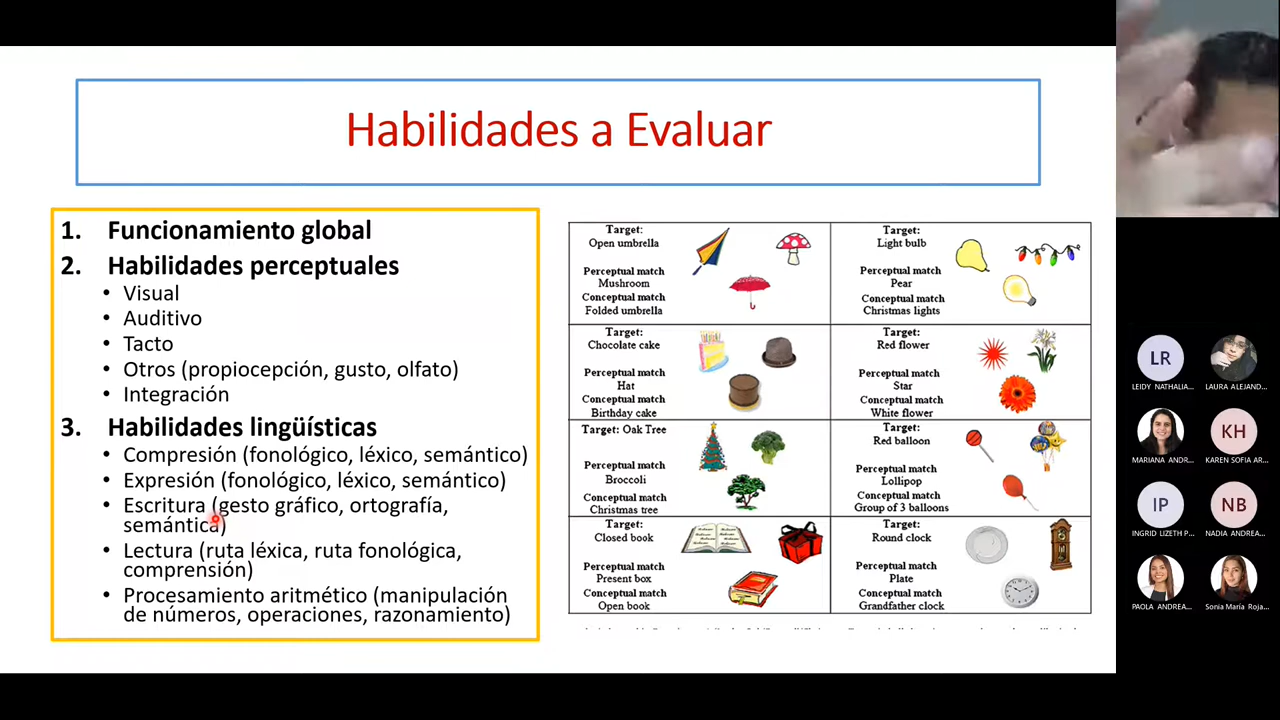 Habilidades a Evaluar
1. Funcionamiento global
2. Habilidades perceptuales
• Visual
• Auditivo
• Tacto
• Otros (propiocepción, gusto, olfato)
• Integración
3. Habilidades lingüísticas
• Compresión (fonológico, léxico, semántico)
• Expresión (fonológico, léxico, semántico)
• Escritura (gesto gráfico, ortografía,
semántica)
• Lectura (ruta léxica, ruta fonológica,
comprensión)
• Procesamiento aritmético (manipulación
de números, operaciones, razonamiento)
Target:
Open umbrella
Perceptual match
Mushroom
Conceptual match
Folded umbrella
Target:
Light bulb
Perceptual match
Pear
Conceptual match
Christmas lights
Target:
Chocolate cake
Perceptual match
Hat
Conceptual match
Birthday cake
Target:
Red flower
Perceptual match
Star
Conceptual match
White flower
Target: Oak Tree
Perceptual match
Broccoli
Conceptual match
Christmas tree
Target:
Red balloon
Perceptual match
Lollipop
Conceptual match
Group of 3 balloons
Target:
Closed book
Perceptual match
Present box
Conceptual match
Open book
Target:
Round clock
Perceptual match
Plate
Conceptual match
Grandfather clock
LR
LEIDY NATHALIA...
LAURA ALEJAND...
MARIANA ANDR...
KH
KAREN SOFIA AR...
IP
INGRID LIZETH P...
NB
NADIA ANDREA...
PAOLA ANDREA...
Sonia María Roja...